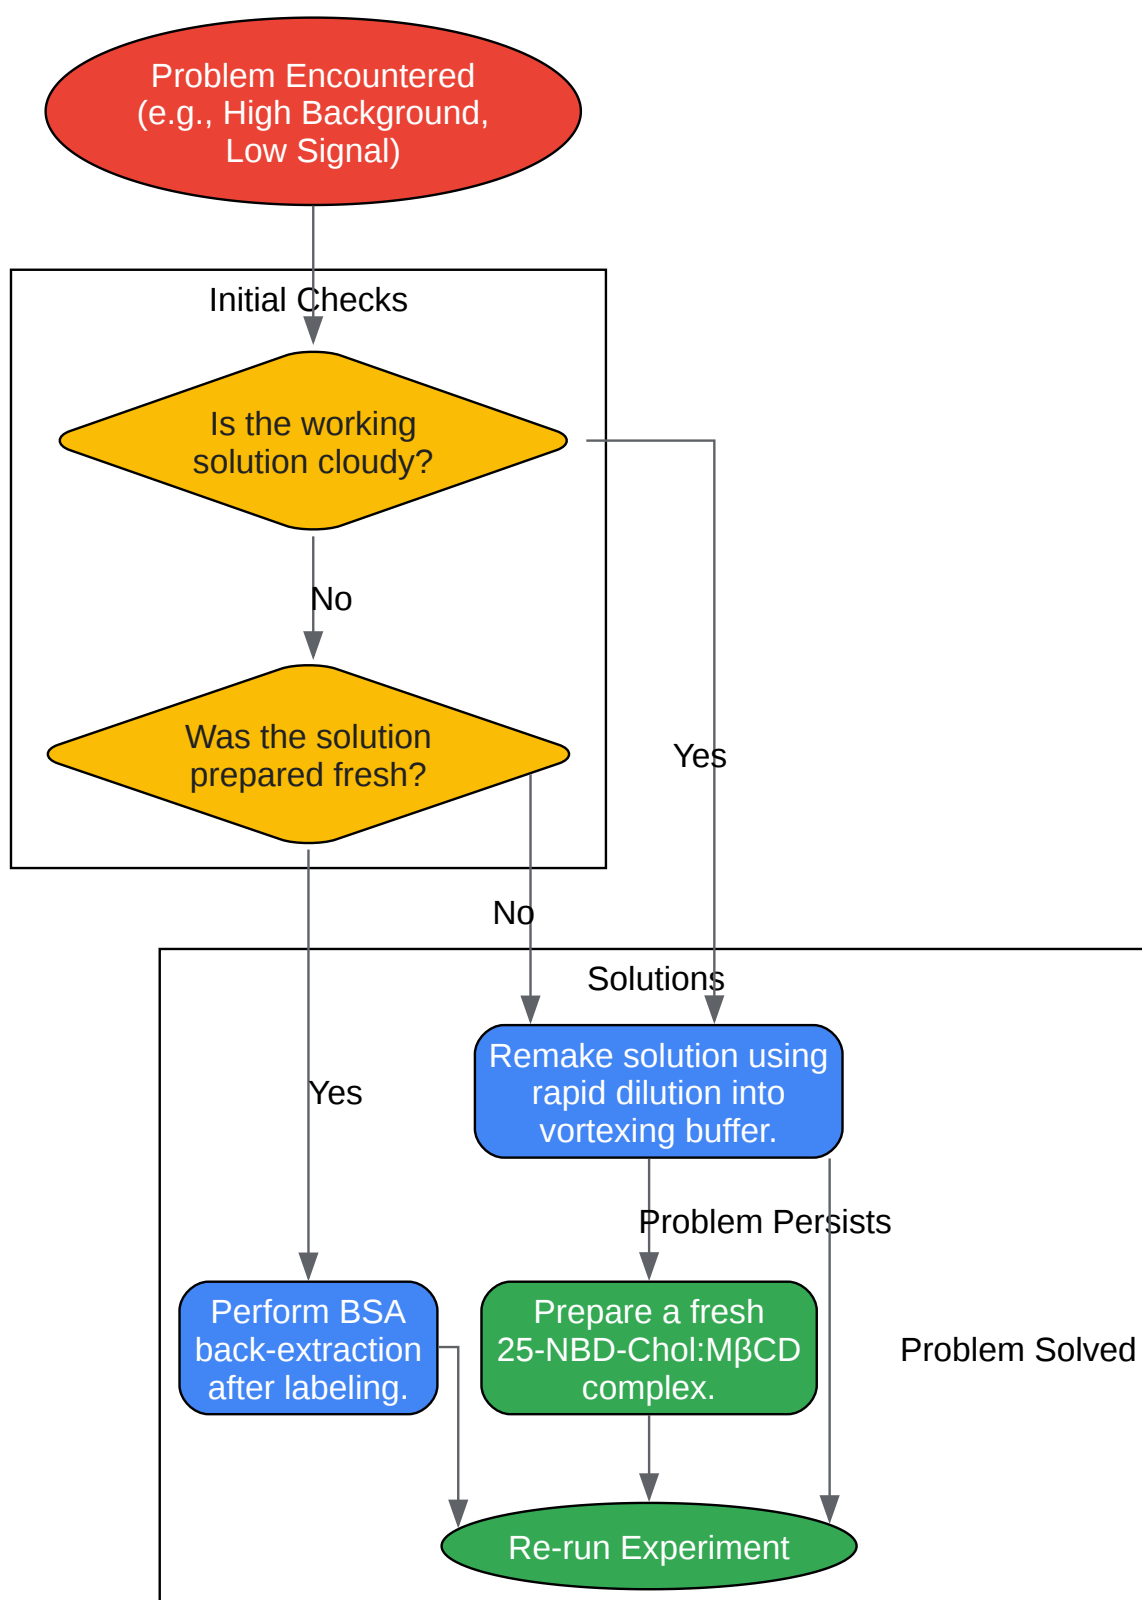 Problem Encountered
(e.g., High Background,
Low Signal)
Initial Checks
Is the working
solution cloudy?
No
Was the solution
prepared fresh?
Yes
No
Solutions
Remake solution using
rapid dilution into
vortexing buffer.
Yes
Problem Persists
Perform BSA
back-extraction
after labeling.
Prepare a fresh
25-NBD-Chol:MβCD
complex.
Problem Solved
Re-run Experiment